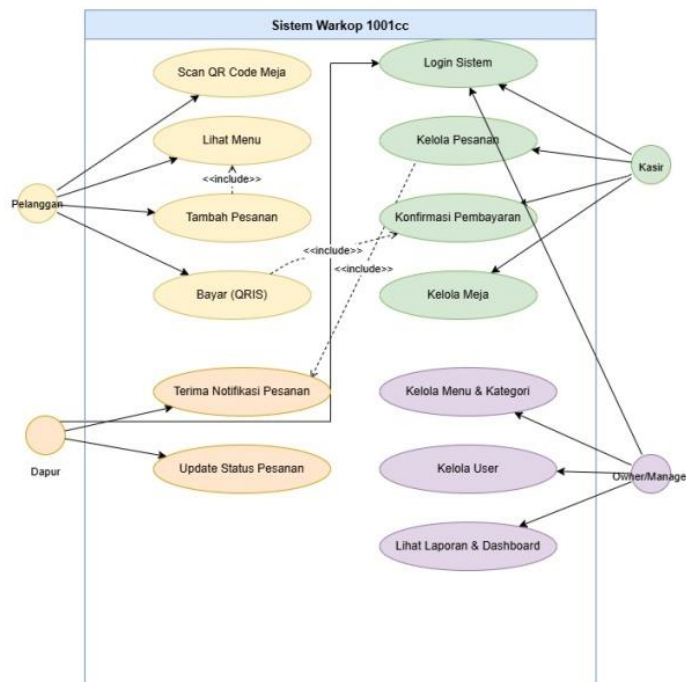 Sistem Warkop 1001cc
Scan QR Code Meja
Login Sistem
Lihat Menu
Kelola Pesanan
Kasir
<<include>>
Pelanggan
Tambah Pesanan
Konfirmasi Pembayaran
<<include>>
<<include>>
Bayar (QRIS)
Kelola Meja
Terima Notifikasi Pesanan
Kelola Menu & Kategori
Dapur
Update Status Pesanan
Kelola User
Owner/Manage
Lihat Laporan & Dashboard